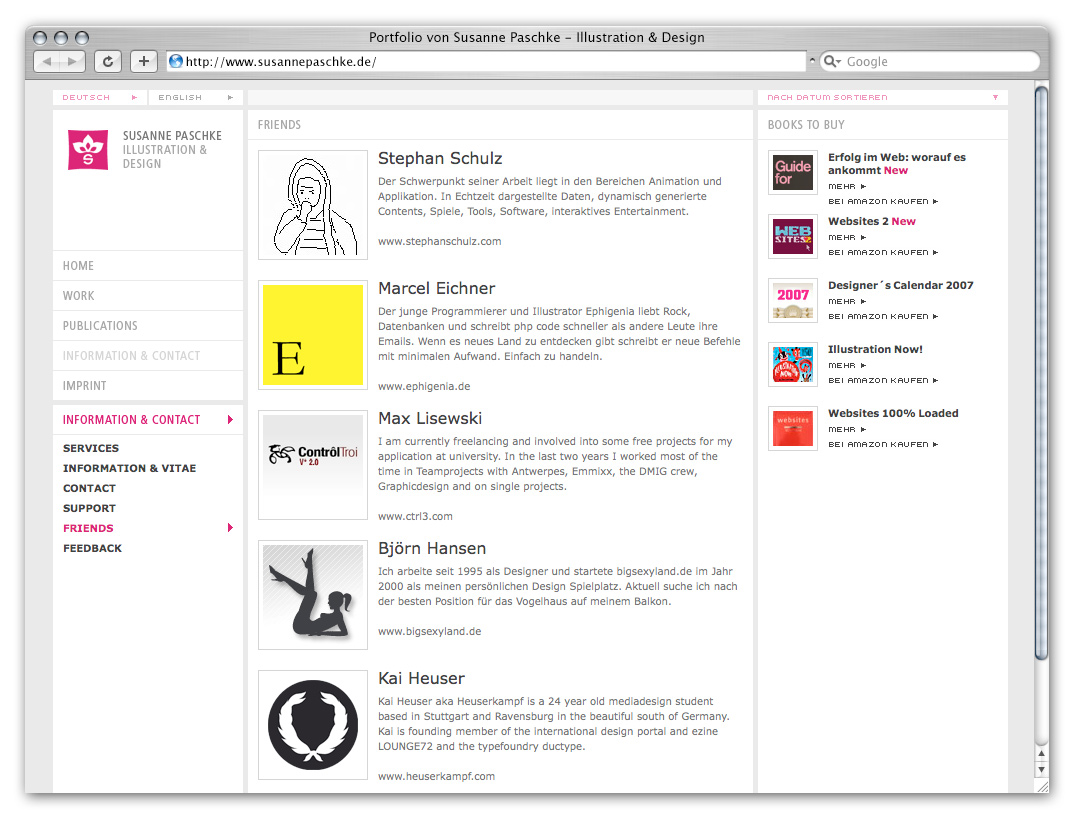 Portfolio von Susanne Paschke – Illustration & Design
http://www.susannepaschke.de/
Google
DEUTSCH
ENGLISH
NACH DATUM SORTIEREN
S
SUSANNE PASCHKE
ILLUSTRATION &
DESIGN
HOME
WORK
PUBLICATIONS
INFORMATION & CONTACT
IMPRINT
INFORMATION & CONTACT
SERVICES
INFORMATION & VITAE
CONTACT
SUPPORT
FRIENDS
FEEDBACK
FRIENDS
Stephan Schulz
Der Schwerpunkt seiner Arbeit liegt in den Bereichen Animation und
Applikation. In Echtzeit dargestellte Daten, dynamisch generierte
Contents, Spiele, Tools, Software, interaktives Entertainment.
www.stephanschulz.com
E
Marcel Eichner
Der junge Programmierer und Illustrator Ephigenia liebt Rock,
Datenbanken und schreibt php code schneller als andere Leute ihre
Emails. Wenn es neues Land zu entdecken gibt schreibt er neue Befehle
mit minimalen Aufwand. Einfach zu handeln.
www.ephigenia.de
ContrôlTroi
V² 2.0
Max Lisewski
I am currently freelancing and involved into some free projects for my
application at university. In the last two years I worked most of the
time in Teamprojects with Antwerpes, Emmixx, the DMIG crew,
Graphicdesign and on single projects.
www.ctrl3.com
Björn Hansen
Ich arbeite seit 1995 als Designer und startete bigsexyland.de im Jahr
2000 als meinen persönlichen Design Spielplatz. Aktuell suche ich nach
der besten Position für das Vogelhaus auf meinem Balkon.
www.bigsexyland.de
Kai Heuser
Kai Heuser aka Heuserkampf is a 24 year old mediadesign student
based in Stuttgart and Ravensburg in the beautiful south of Germany.
Kai is founding member of the international design portal and ezine
LOUNGE72 and the typefoundry ductype.
www.heuserkampf.com
BOOKS TO BUY
Guide
for
Erfolg im Web: worauf es
ankommt New
MEHR
BEI AMAZON KAUFEN
WEB
SITES
Websites 2 New
MEHR
BEI AMAZON KAUFEN
2007
Designer´s Calendar 2007
MEHR
BEI AMAZON KAUFEN
ILLUSTRATION
NOW!
Illustration Now!
MEHR
BEI AMAZON KAUFEN
websites
Websites 100% Loaded
MEHR
BEI AMAZON KAUFEN